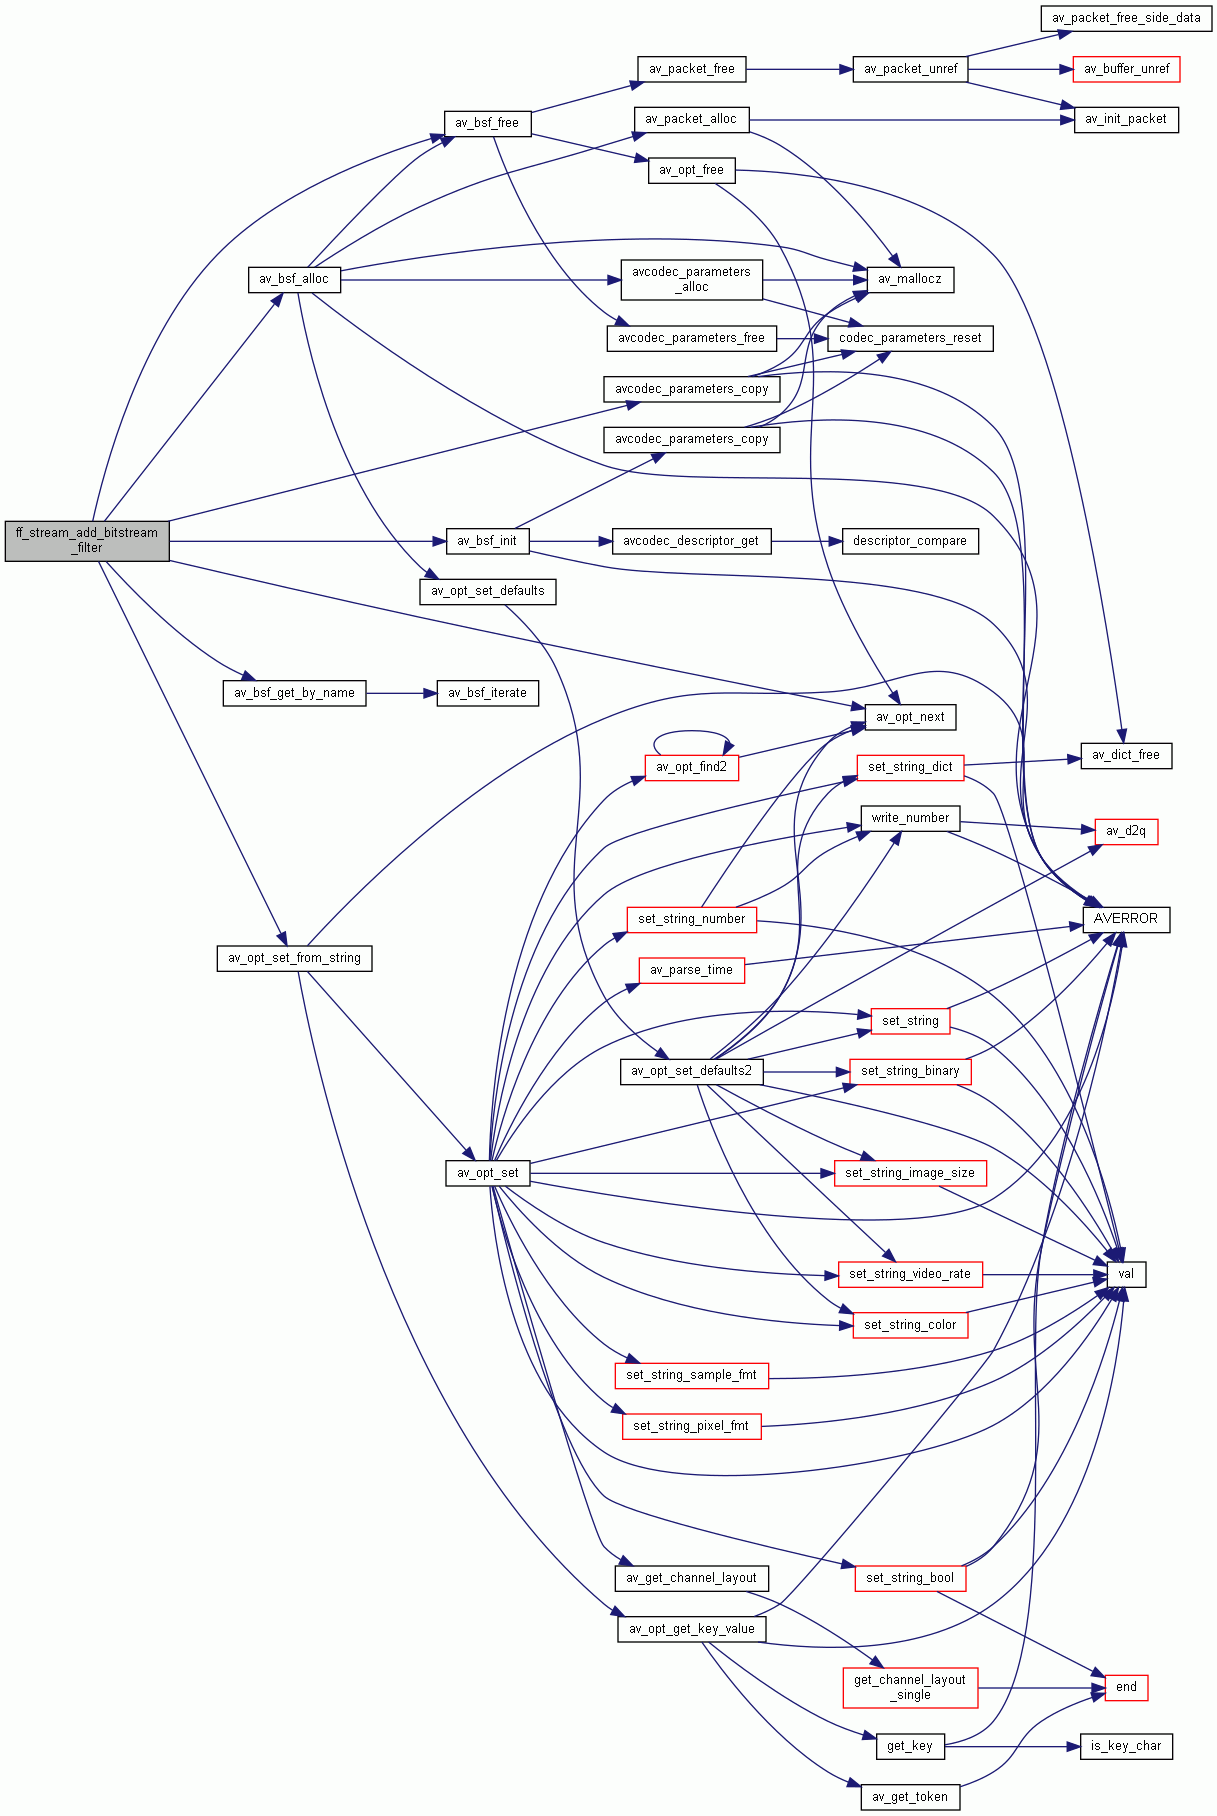 av_packet_free_side_data
av_packet_free
av_packet_unref
av_buffer_unref
av_bsf_free
av_packet_alloc
av_init_packet
av_opt_free
av_bsf_alloc
avcodec_parameters
_alloc
av_mallocz
avcodec_parameters_free
codec_parameters_reset
avcodec_parameters_copy
avcodec_parameters_copy
ff_stream_add_bitstream
_filter
av_bsf_init
avcodec_descriptor_get
descriptor_compare
av_opt_set_defaults
av_bsf_get_by_name
av_bsf_iterate
av_opt_next
av_dict_free
av_opt_find2
set_string_dict
write_number
av_d2q
set_string_number
AVERROR
av_opt_set_from_string
av_parse_time
set_string
av_opt_set_defaults2
set_string_binary
av_opt_set
set_string_image_size
set_string_video_rate
val
set_string_color
set_string_sample_fmt
set_string_pixel_fmt
av_get_channel_layout
set_string_bool
av_opt_get_key_value
get_channel_layout
_single
end
get_key
is_key_char
av_get_token